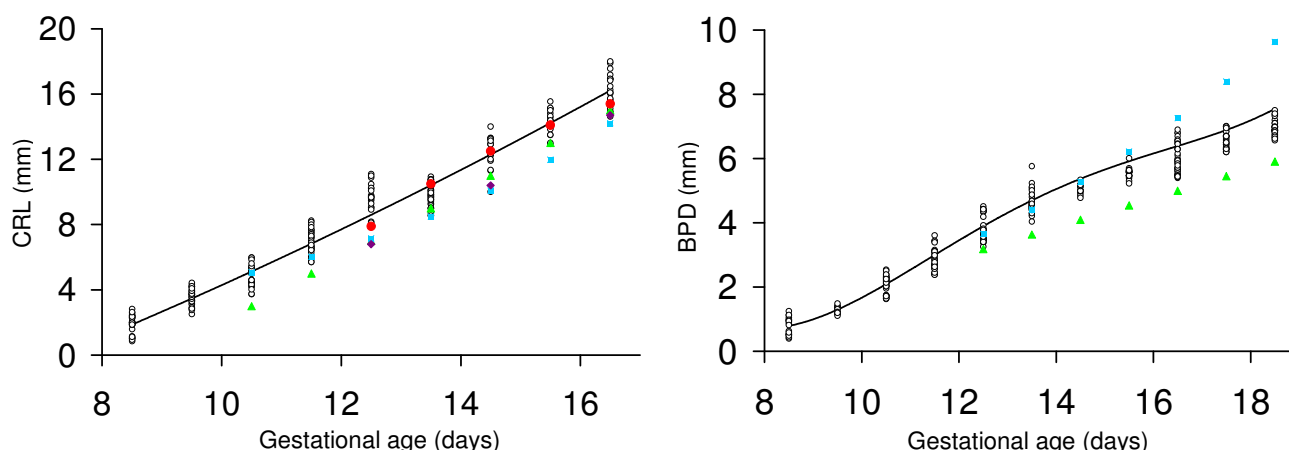 20
16
12
8
4
0
CRL (mm)
8 10 12 14 16
Gestational age (days)
10
8
6
4
2
0
BPD (mm)
8 10 12 14 16 18
Gestational age (days)